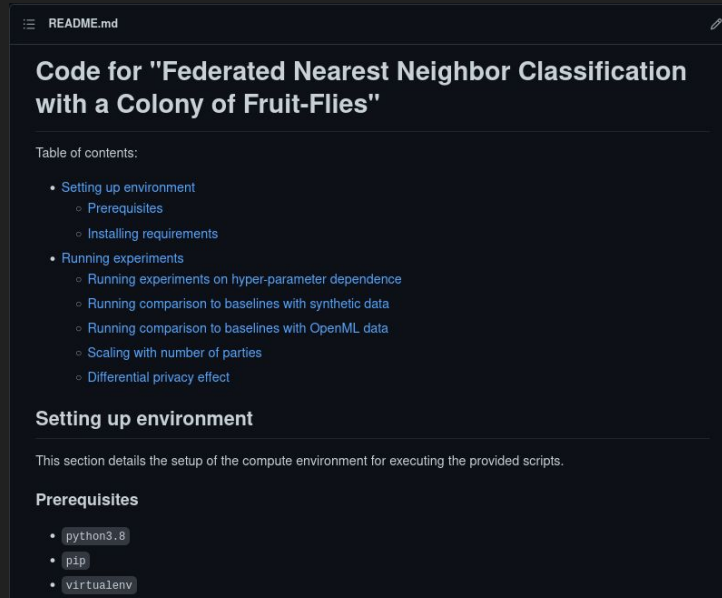 README.md
Code for "Federated Nearest Neighbor Classification
with a Colony of Fruit-Flies"
Table of contents:
Setting up environment
Prerequisites
Installing requirements
Running experiments
Running experiments on hyper-parameter dependence
Running comparison to baselines with synthetic data
Running comparison to baselines with OpenML data
Scaling with number of parties
Differential privacy effect
Setting up environment
This section details the setup of the compute environment for executing the provided scripts.
Prerequisites
python3.8
pip
virtualenv